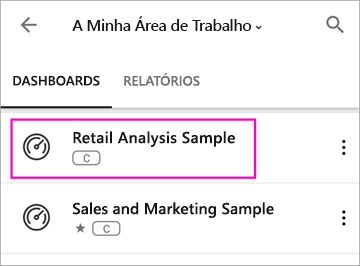 A Minha Área de Trabalho
DASHBOARDS RELATÓRIOS
Retail Analysis Sample
C
Sales and Marketing Sample
C